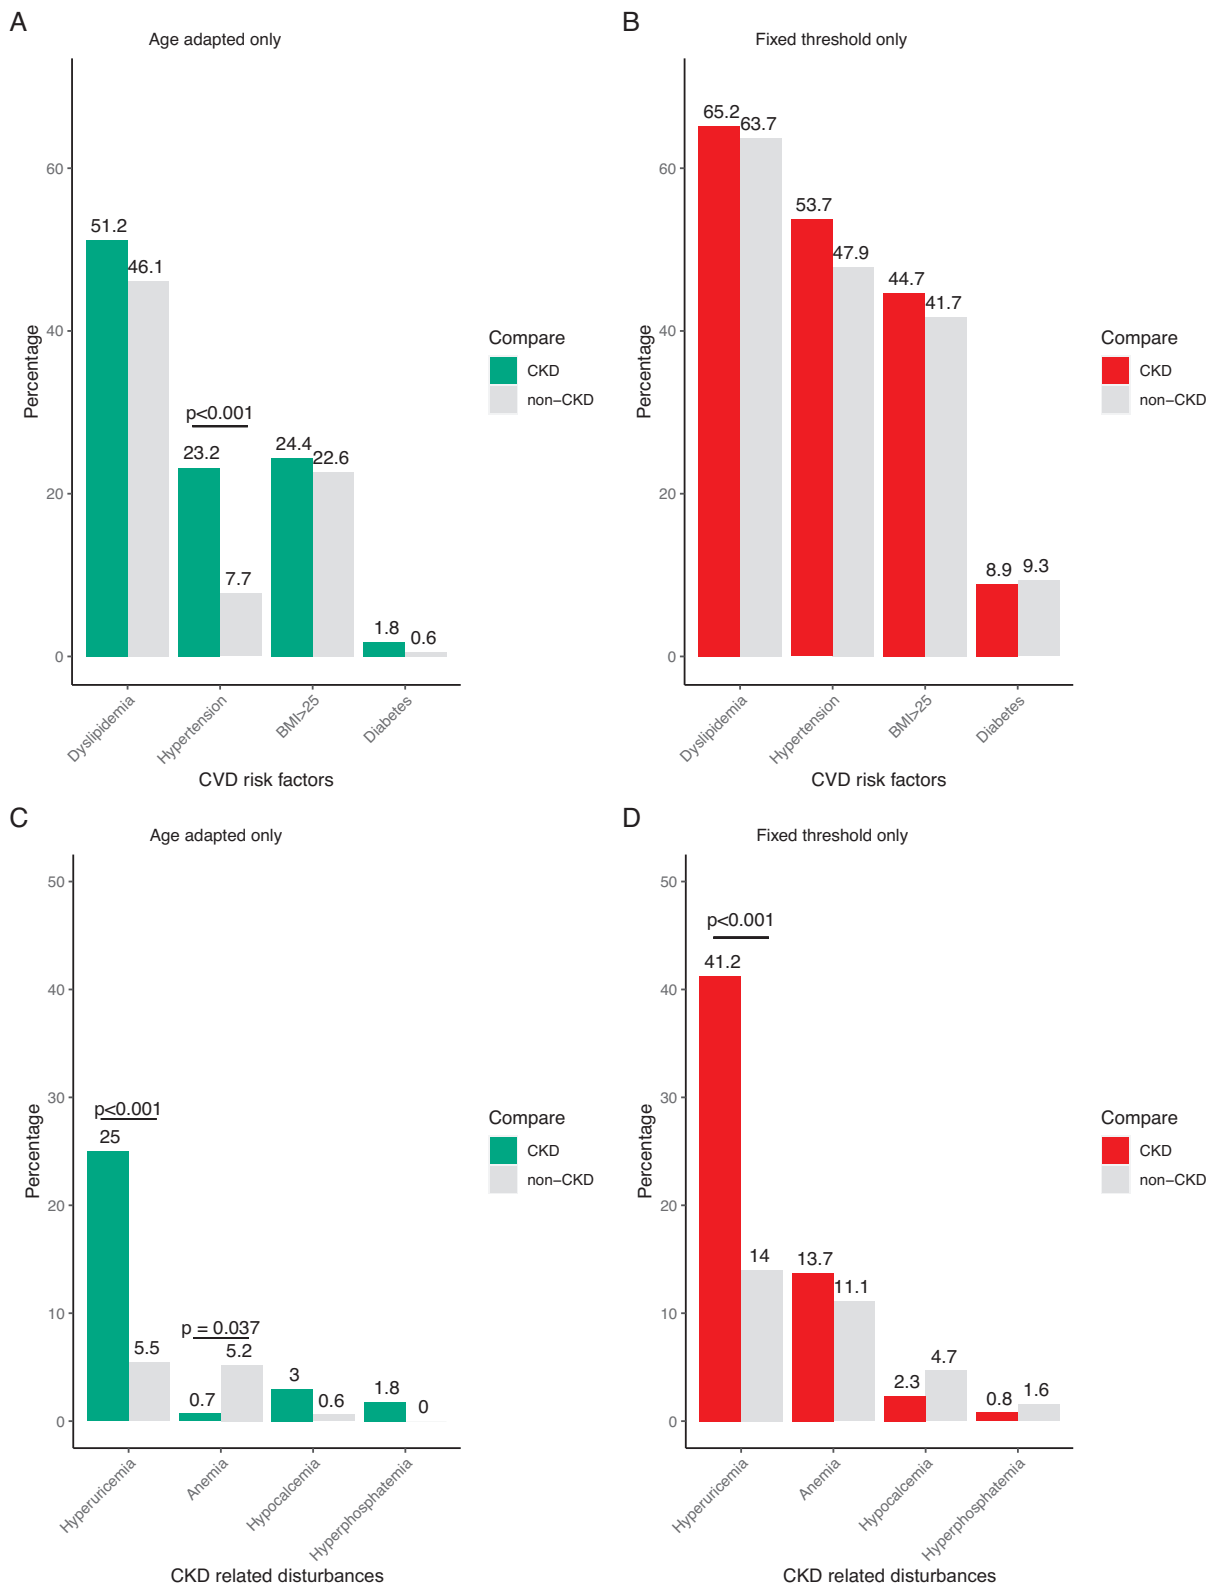 A
Age adapted only
Percentage
60
40
20
0
51.2
46.1
p<0.001
23.2
7.7
24.4
22.6
1.8
0.6
Dyslipidemia
Hypertension
BMI>25
Diabetes
CVD risk factors
Compare
CKD
non−CKD
B
Fixed threshold only
Percentage
60
40
20
0
65.2
63.7
53.7
47.9
44.7
41.7
8.9
9.3
Dyslipidemia
Hypertension
BMI>25
Diabetes
CVD risk factors
Compare
CKD
non−CKD
C
Age adapted only
Percentage
50
40
30
20
10
0
p<0.001
25
5.5
p = 0.037
0.7
5.2
3
0.6
1.8
0
Hyperuricemia
Anemia
Hypocalcemia
Hyperphosphatemia
CKD related disturbances
Compare
CKD
non−CKD
D
Fixed threshold only
Percentage
50
40
30
20
10
0
p<0.001
41.2
14
13.7
11.1
2.3
4.7
0.8
1.6
Hyperuricemia
Anemia
Hypocalcemia
Hyperphosphatemia
CKD related disturbances
Compare
CKD
non−CKD